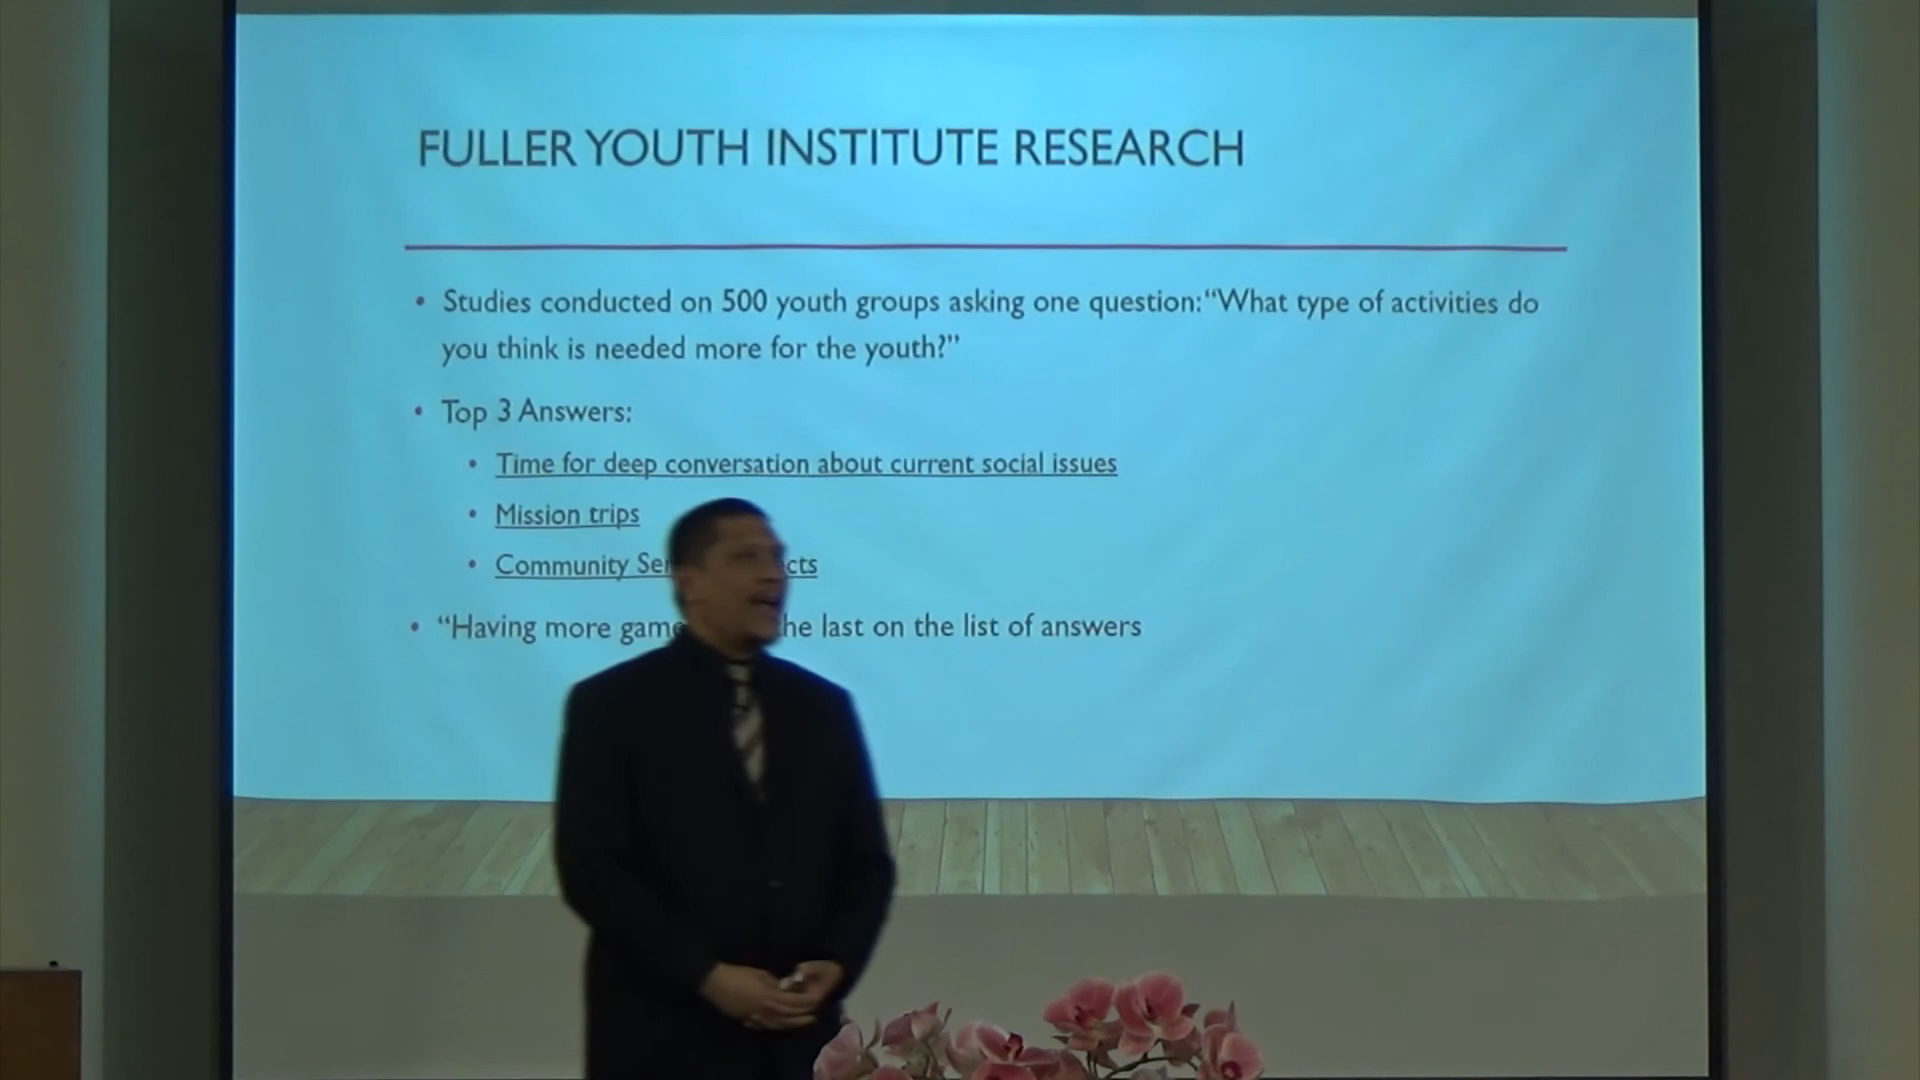 FULLER YOUTH INSTITUTE RESEARCH
• Studies conducted on 500 youth groups asking one question: “What type of activities do
you think is needed more for the youth?”
• Top 3 Answers:
• Time for deep conversation about current social issues
• Mission trips
• Community
• “Having more last on the list of answers